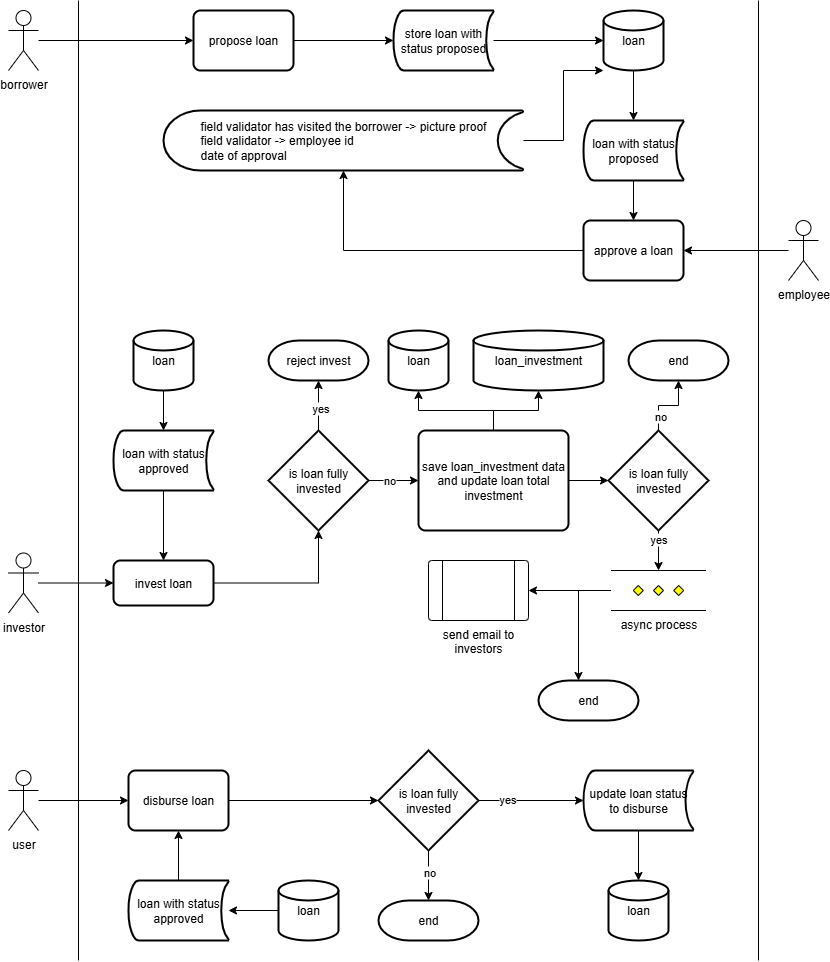 borrower
propose loan
store loan with
status proposed
loan
field validator has visited the borrower -> picture proof
field validator -> employee id
date of approval
loan with status
proposed
approve a loan
employee
loan
reject invest
loan
loan_investment
end
yes
no
loan with status
approved
is loan fully
invested
no
save loan_investment data
and update loan total
investment
is loan fully
invested
yes
investor
invest loan
send email to
investors
async process
end
user
disburse loan
is loan fully
invested
yes
update loan status
to disburse
no
loan with status
approved
loan
end
loan